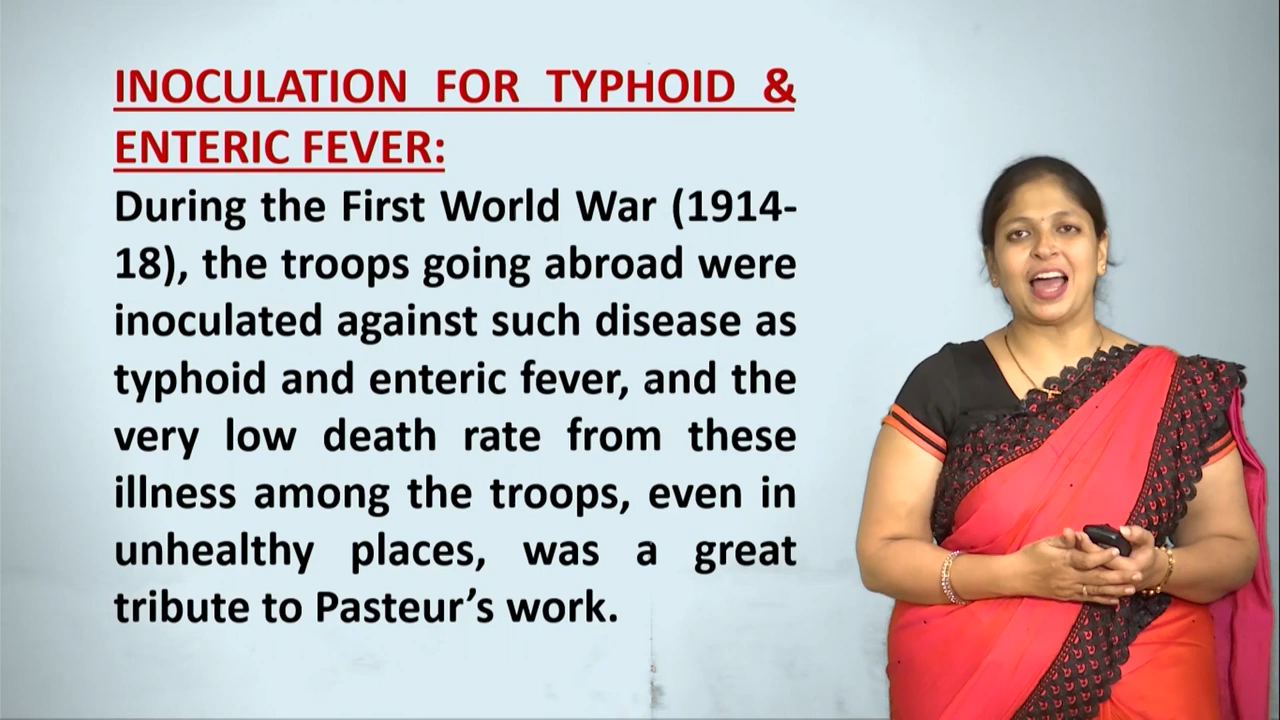 INOCULATION FOR TYPHOID &
ENTERIC FEVER:
During the First World War (1914-
18), the troops going abroad were
inoculated against such disease as
typhoid and enteric fever, and the
very low death rate from these
illness among the troops, even in
unhealthy places, was a great
tribute to Pasteur’s work.